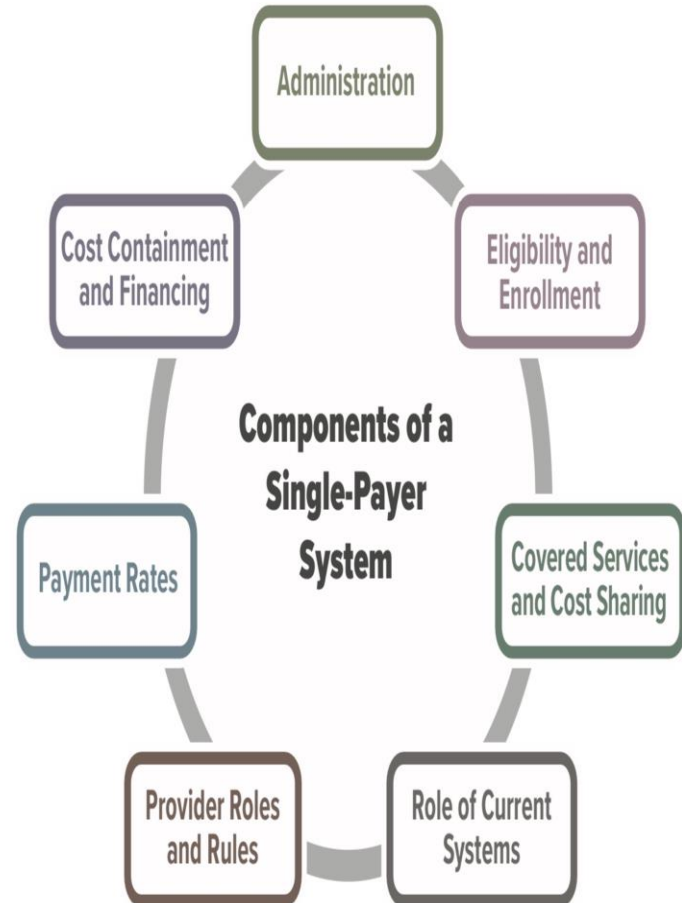 Administration
Eligibility and
Enrollment
Covered Services
and Cost Sharing
Role of Current
Systems
Provider Roles
and Rules
Payment Rates
Cost Containment
and Financing
Components of a
Single-Payer
System